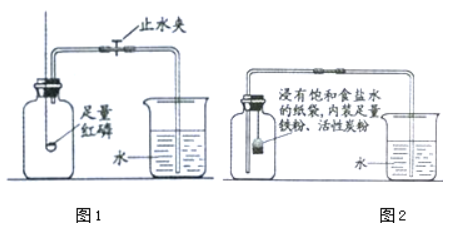 止水夹
足量
红磷
水
图1
浸有饱和食盐水
的纸袋,内装足量
铁粉、活性炭粉
水
图2